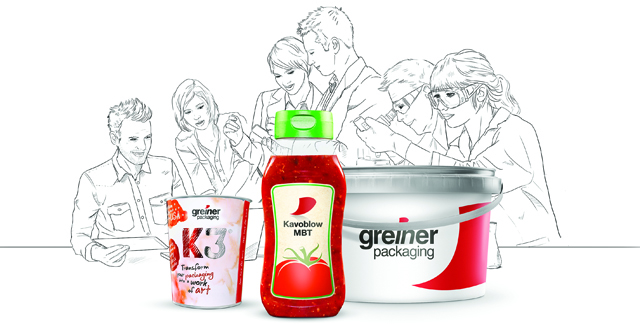 greiner
packaging
K3
Transform
your packaging
into a work
of art
Kavoblow
MBT
greiner
packaging